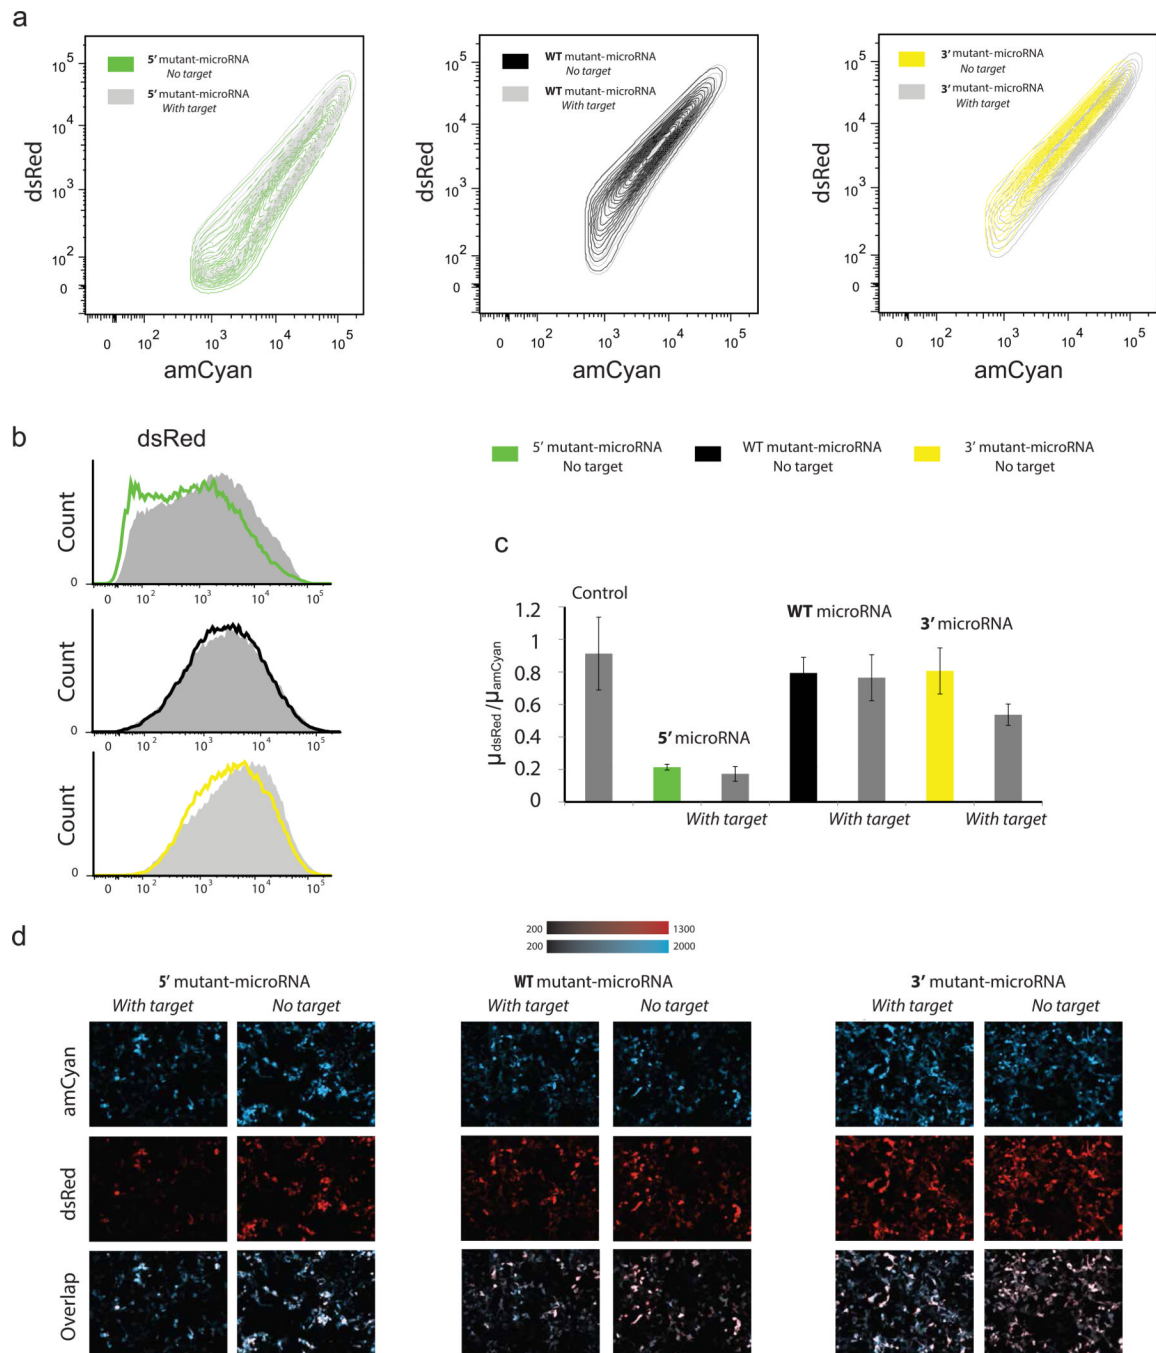 a
5' mutant-microRNA
No target
5' mutant-microRNA
With target
dsRed
10^5
10^4
10^3
10^2
0
0 10^2 10^3 10^4 10^5
amCyan
WT mutant-microRNA
No target
WT mutant-microRNA
With target
dsRed
10^5
10^4
10^3
10^2
0
0 10^2 10^3 10^4 10^5
amCyan
3' mutant-microRNA
No target
3' mutant-microRNA
With target
dsRed
10^5
10^4
10^3
10^2
0
0 10^2 10^3 10^4 10^5
amCyan
b
dsRed
Count
0
0 10^2 10^3 10^4 10^5
Count
0
0 10^2 10^3 10^4 10^5
Count
0
0 10^2 10^3 10^4 10^5
5' mutant-microRNA
No target
WT mutant-microRNA
No target
3' mutant-microRNA
No target
c
μdsRed/μamCyan
1.2
1
0.8
0.6
0.4
0.2
0
Control
5' microRNA
WT microRNA
3' microRNA
With target
With target
With target
d
200 1300
200 2000
5' mutant-microRNA
With target No target
WT mutant-microRNA
With target No target
3' mutant-microRNA
With target No target
amCyan
dsRed
Overlap